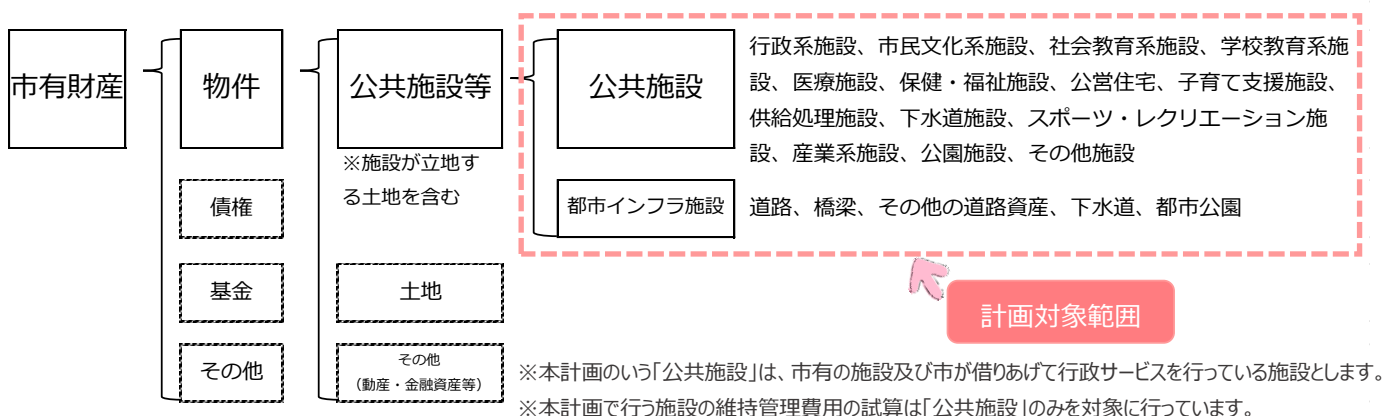 市有財産
物件
債権
基金
その他
公共施設等
※施設が立地す
る土地を含む
土地
その他
（動産・金融資産等）
公共施設
行政系施設、市民文化系施設、社会教育系施設、学校教育系施
設、医療施設、保健・福祉施設、公営住宅、子育て支援施設、
供給処理施設、下水道施設、スポーツ・レクリエーション施
設、産業系施設、公園施設、その他施設
都市インフラ施設
道路、橋梁、その他の道路資産、下水道、都市公園
計画対象範囲
※本計画のいう「公共施設」は、市有の施設及び市が借りあげて行政サービスを行っている施設とします。
※本計画で行う施設の維持管理費用の試算は「公共施設」のみを対象に行っています。